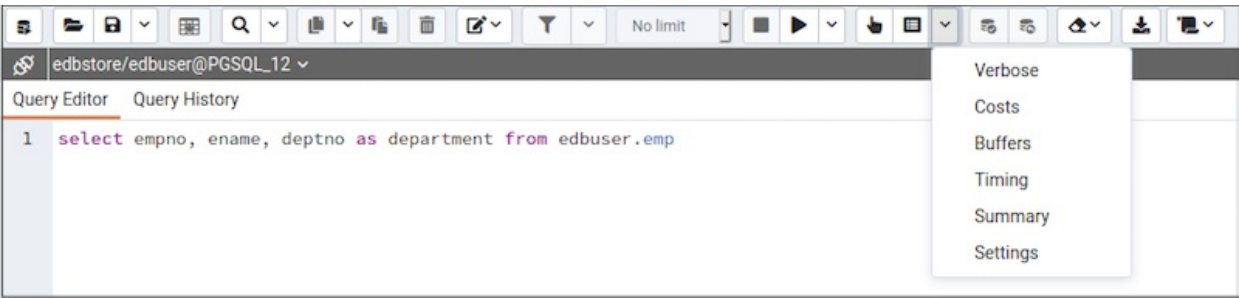 No limit
edbstore/edbuser@PGSQL_12
Query Editor Query History
1 select empno, ename, deptno as department from edbuser.emp
Verbose
Costs
Buffers
Timing
Summary
Settings